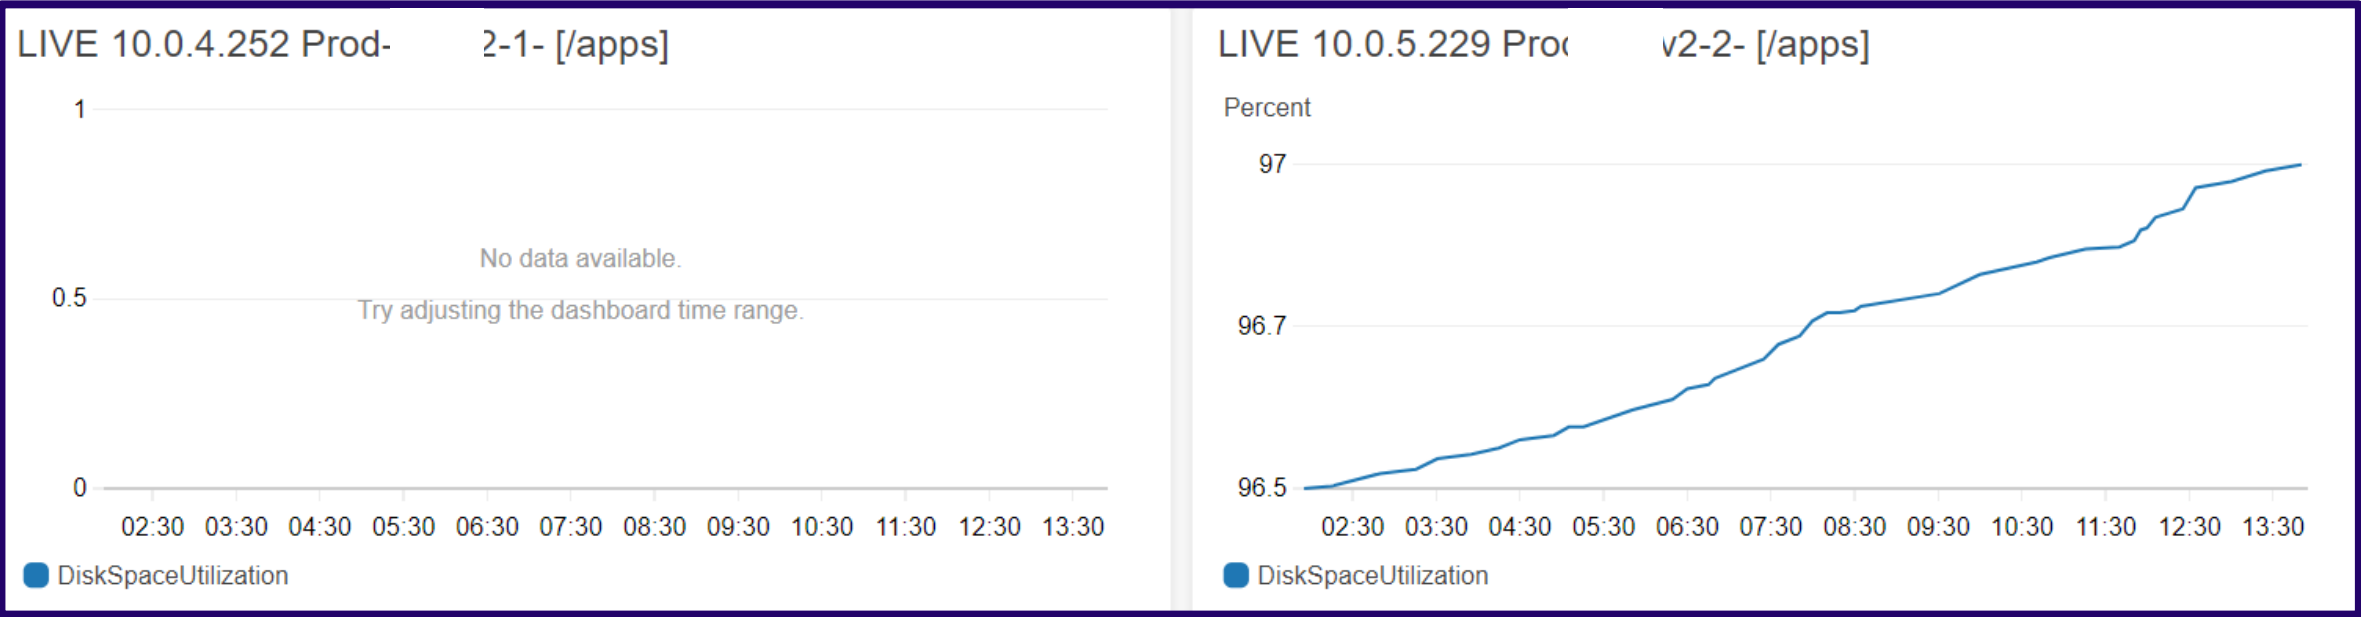 LIVE 10.0.4.252 Prod- 2-1- [/apps]
1
0.5
0
No data available.
Try adjusting the dashboard time range.
02:30 03:30 04:30 05:30 06:30 07:30 08:30 09:30 10:30 11:30 12:30 13:30
DiskSpaceUtilization
LIVE 10.0.5.229 Prod v2-2- [/apps]
Percent
97
96.7
96.5
02:30 03:30 04:30 05:30 06:30 07:30 08:30 09:30 10:30 11:30 12:30 13:30
DiskSpaceUtilization